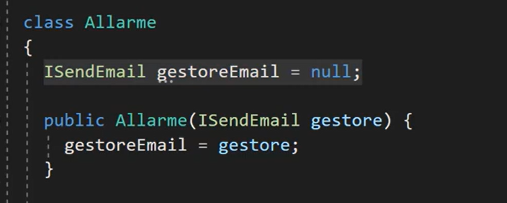 class Allarme
{
ISendEmail gestoreEmail = null;
public Allarme(ISendEmail gestore) {
gestoreEmail = gestore;
}